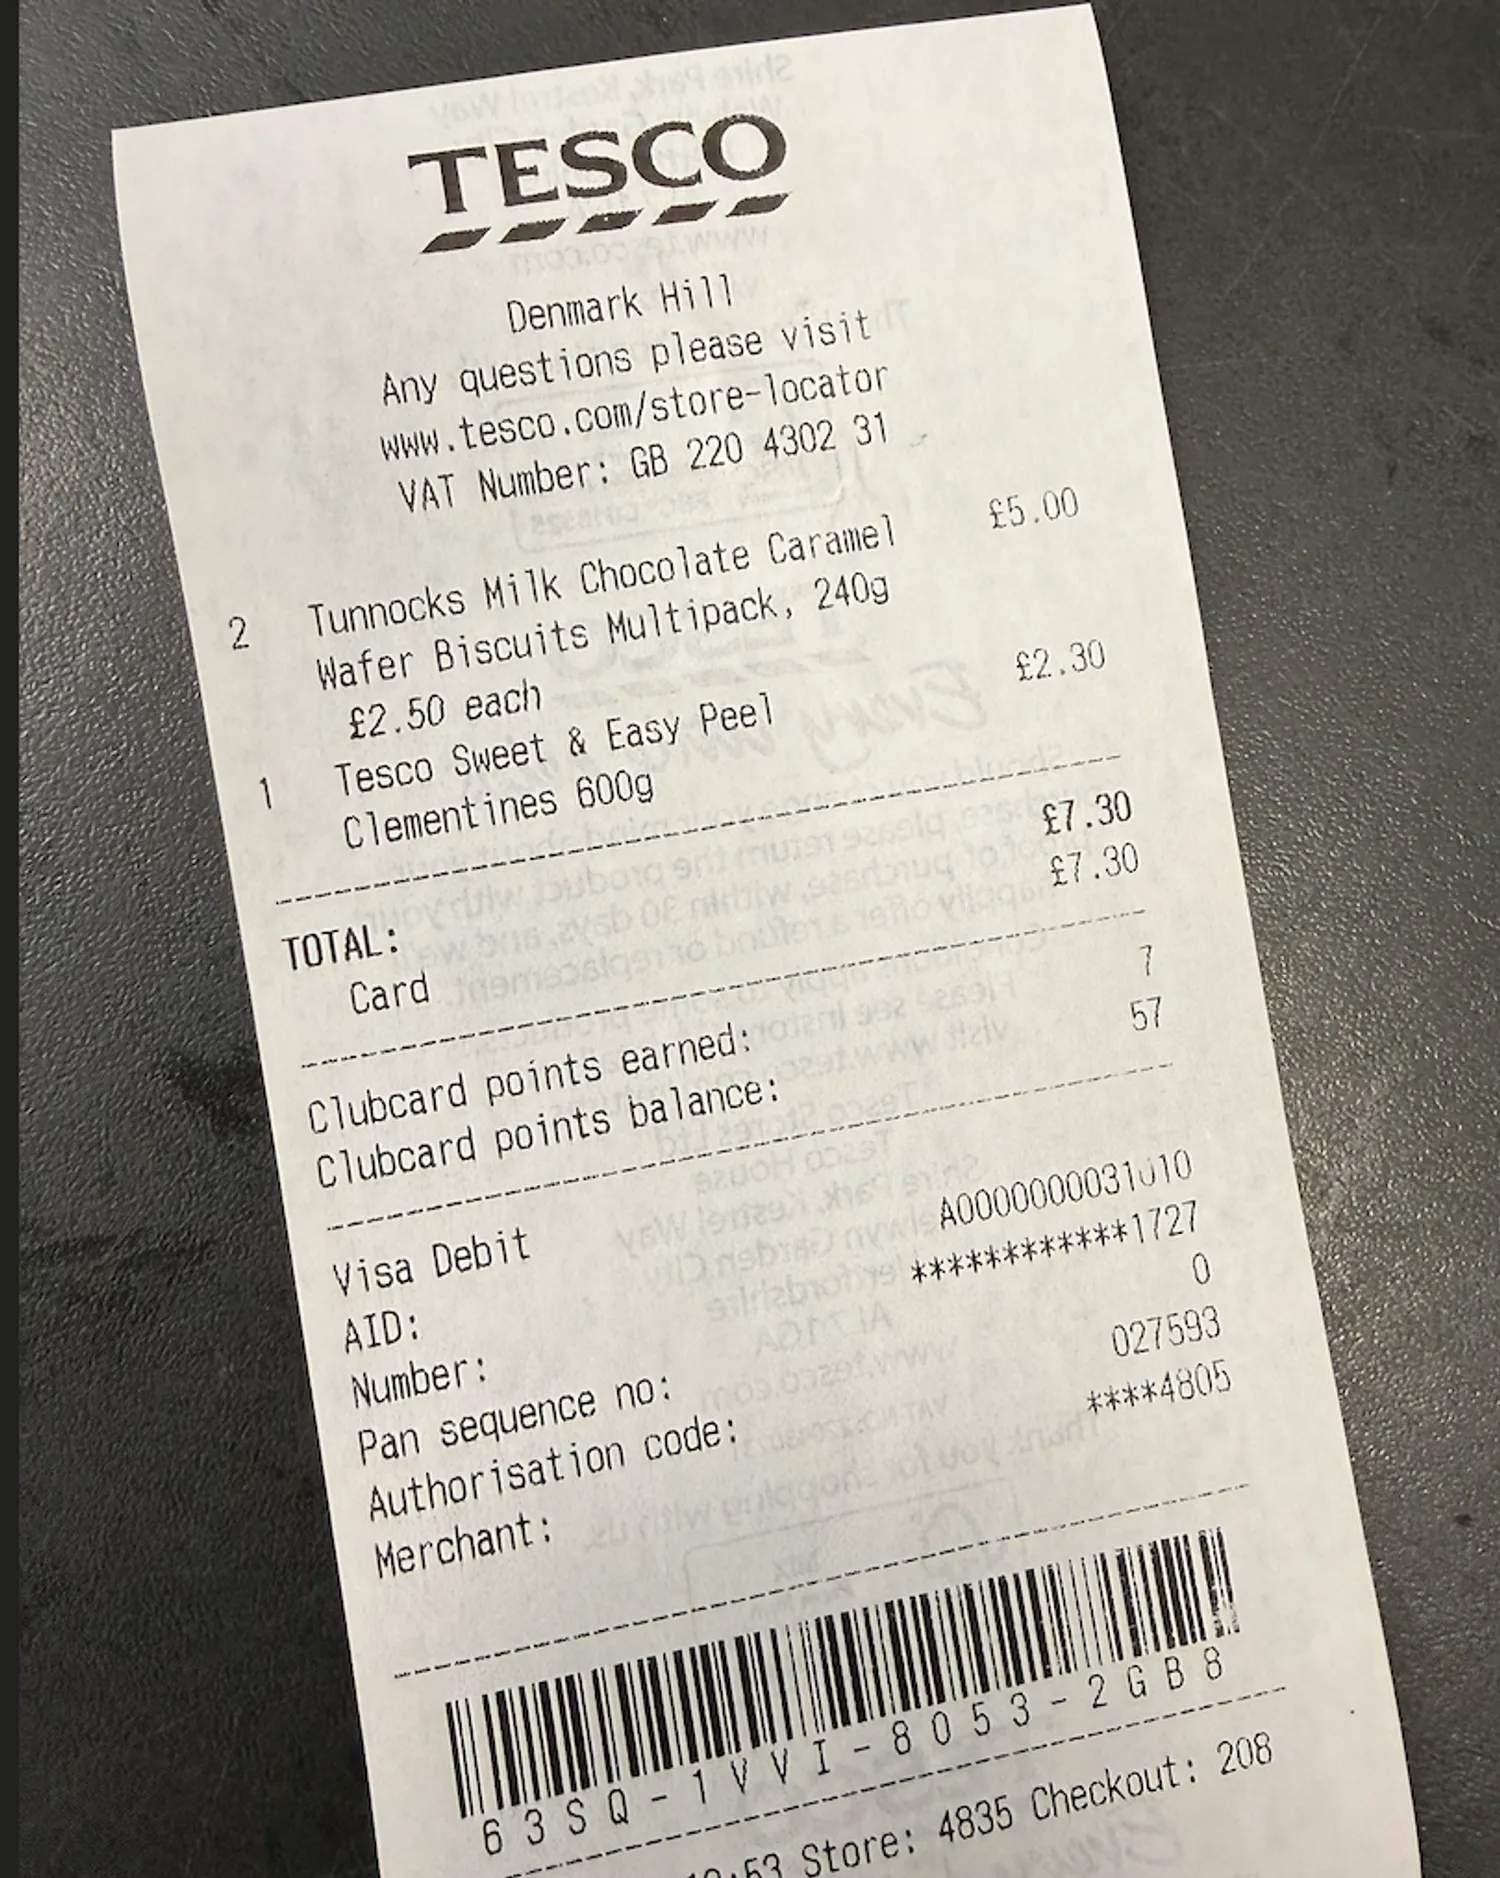 TESCO
Denmark Hill
Any questions please visit
www.tesco.com/store-locator
VAT Number: GB 220 4302 31
2 Tunnocks Milk Chocolate Caramel £5.00
Wafer Biscuits Multipack, 240g
£2.50 each
1 Tesco Sweet & Easy Peel £2.30
Clementines 600g
TOTAL: £7.30
Card £7.30
Clubcard points earned: 7
Clubcard points balance: 57
Visa Debit
AID: A0000000031010
Number: ************1727
Pan sequence no: 0
Authorisation code: 027593
Merchant: ****4805
63SQ-1VVI-8053-2GB8
Store: 4835 Checkout: 208